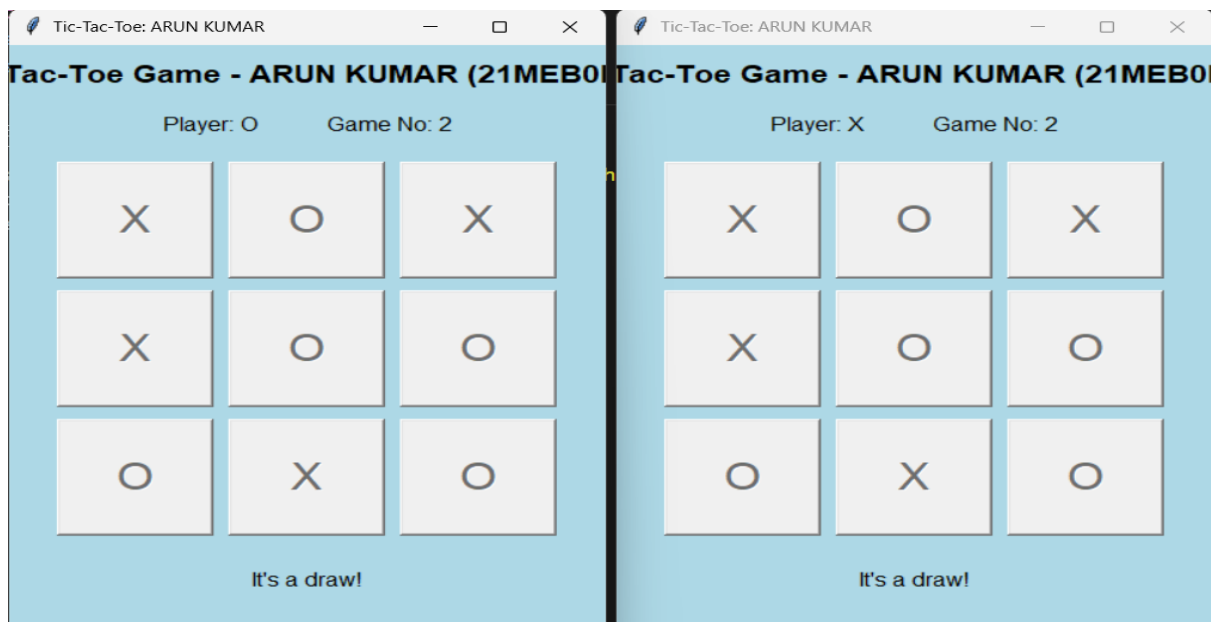 Tic-Tac-Toe: ARUN KUMAR
Tac-Toe Game - ARUN KUMAR (21MEB0
Player: O Game No: 2
X O X
X O O
O X O
It's a draw!
Tic-Tac-Toe: ARUN KUMAR
Tac-Toe Game - ARUN KUMAR (21MEB0
Player: X Game No: 2
X O X
X O O
O X O
It's a draw!